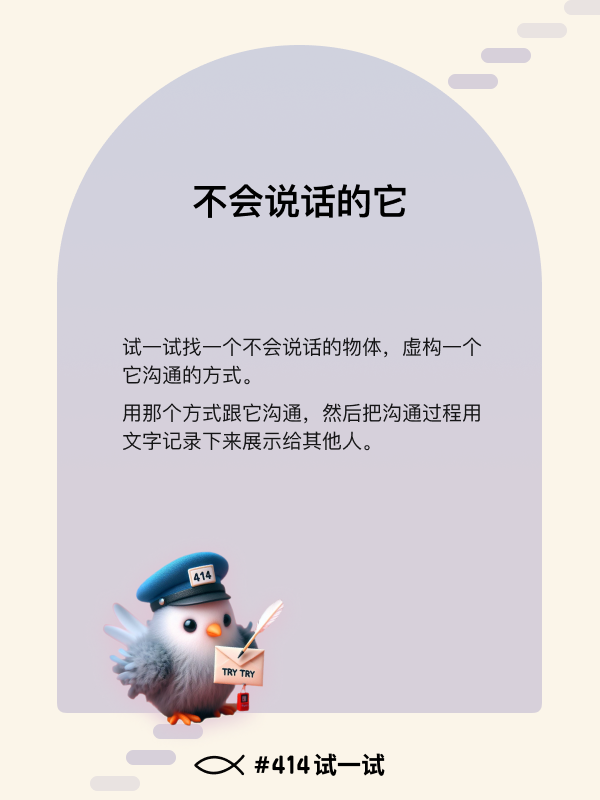 不会说话的它
试一试找一个不会说话的物体，虚构一个
它沟通的方式。
用那个方式跟它沟通，然后把沟通过程用
文字记录下来展示给其他人。
414
TRY TRY
#414试一试